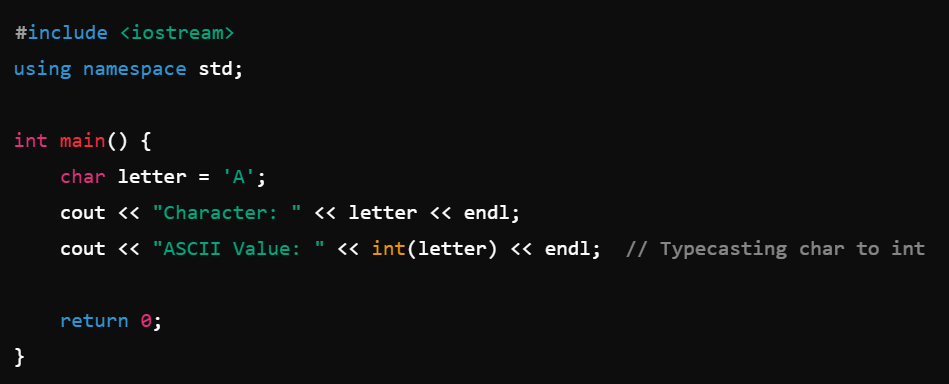 #include <iostream>
using namespace std;
int main() {
    char letter = 'A';
    cout << "Character: " << letter << endl;
    cout << "ASCII Value: " << int(letter) << endl;  // Typecasting char to int
    return 0;
}